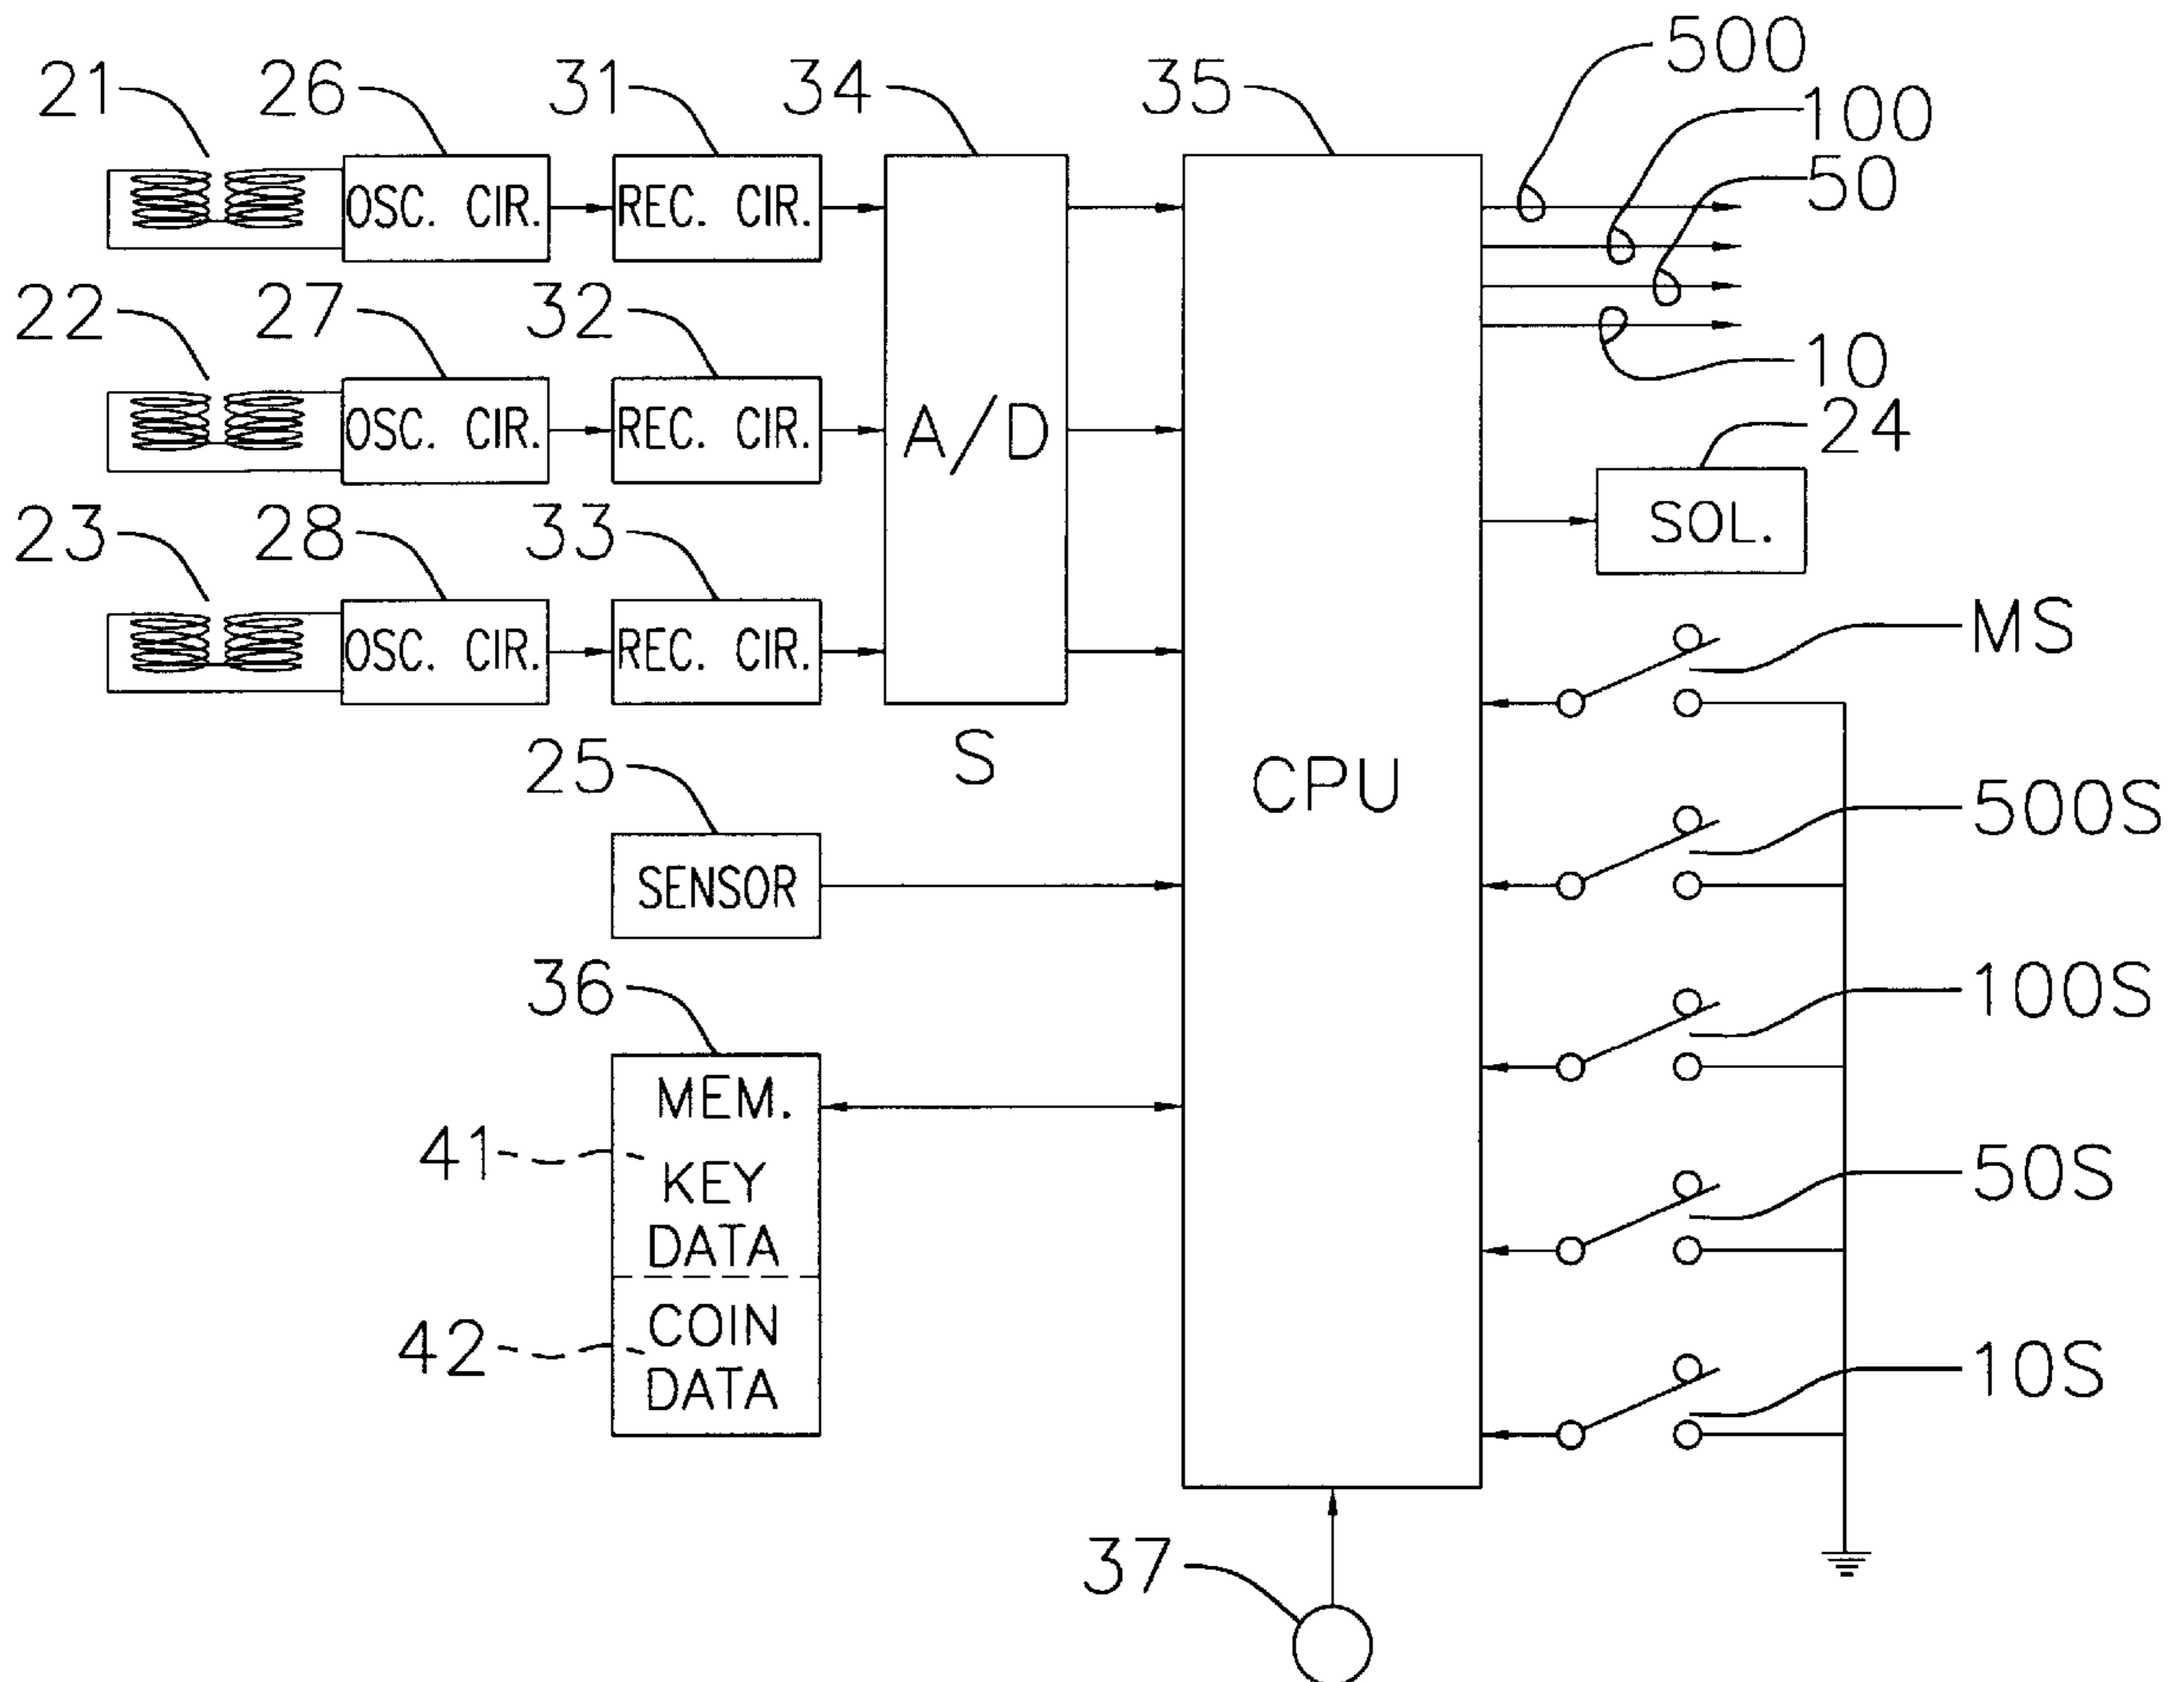 500
21 26 31 34 35
100
50
OSC. CIR. REC. CIR.
22 27 32
10
24
OSC. CIR. REC. CIR. A/D
SOL.
23 28 33
MS
OSC. CIR. REC. CIR.
S
25
CPU
500S
SENSOR
36
100S
MEM.
41
KEY
DATA
50S
COIN
42
DATA
10S
37